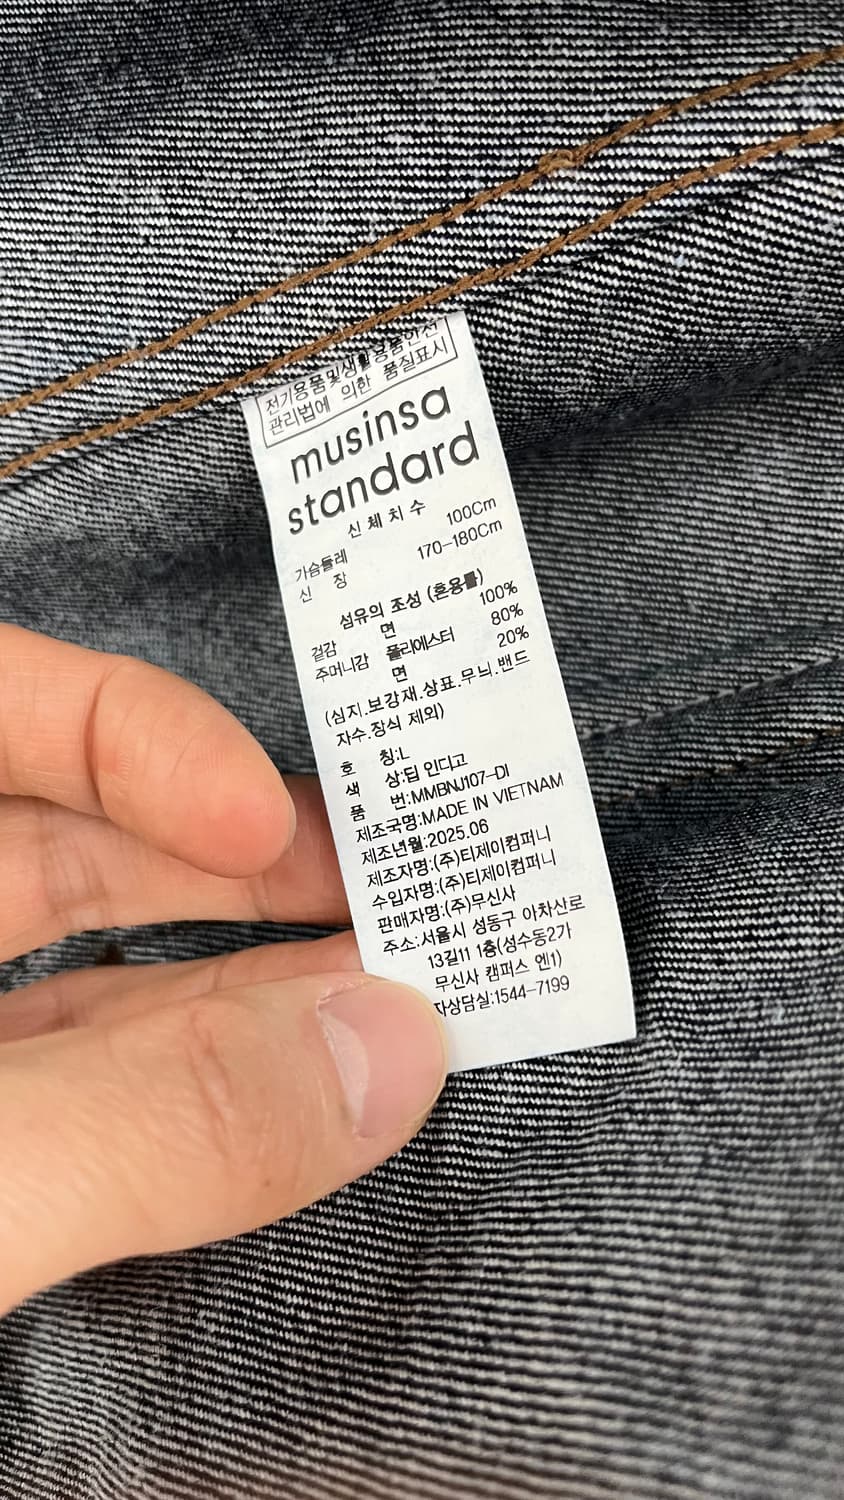 전기용품및생활용품안전
관리법에 의한 품질표시
musinsa
standard
신체치수
가슴둘레 100Cm
신 장 170-180Cm
섬유의 조성 (혼용률)
겉감 면 100%
주머니감 폴리에스터 80%
면 20%
(심지.보강재.상표.무늬.밴드
자수.장식 제외)
호 칭:L
색 상:딥 인디고
품 번:MMBNJ107-DI
제조국명:MADE IN VIETNAM
제조년월:2025.06
제조자명:(주)티제이컴퍼니
수입자명:(주)티제이컴퍼니
판매자명:(주)무신사
주소:서울시 성동구 아차산로
13길11 1층(성수동2가
무신사 캠퍼스 엔1)
자상담실:1544-7199